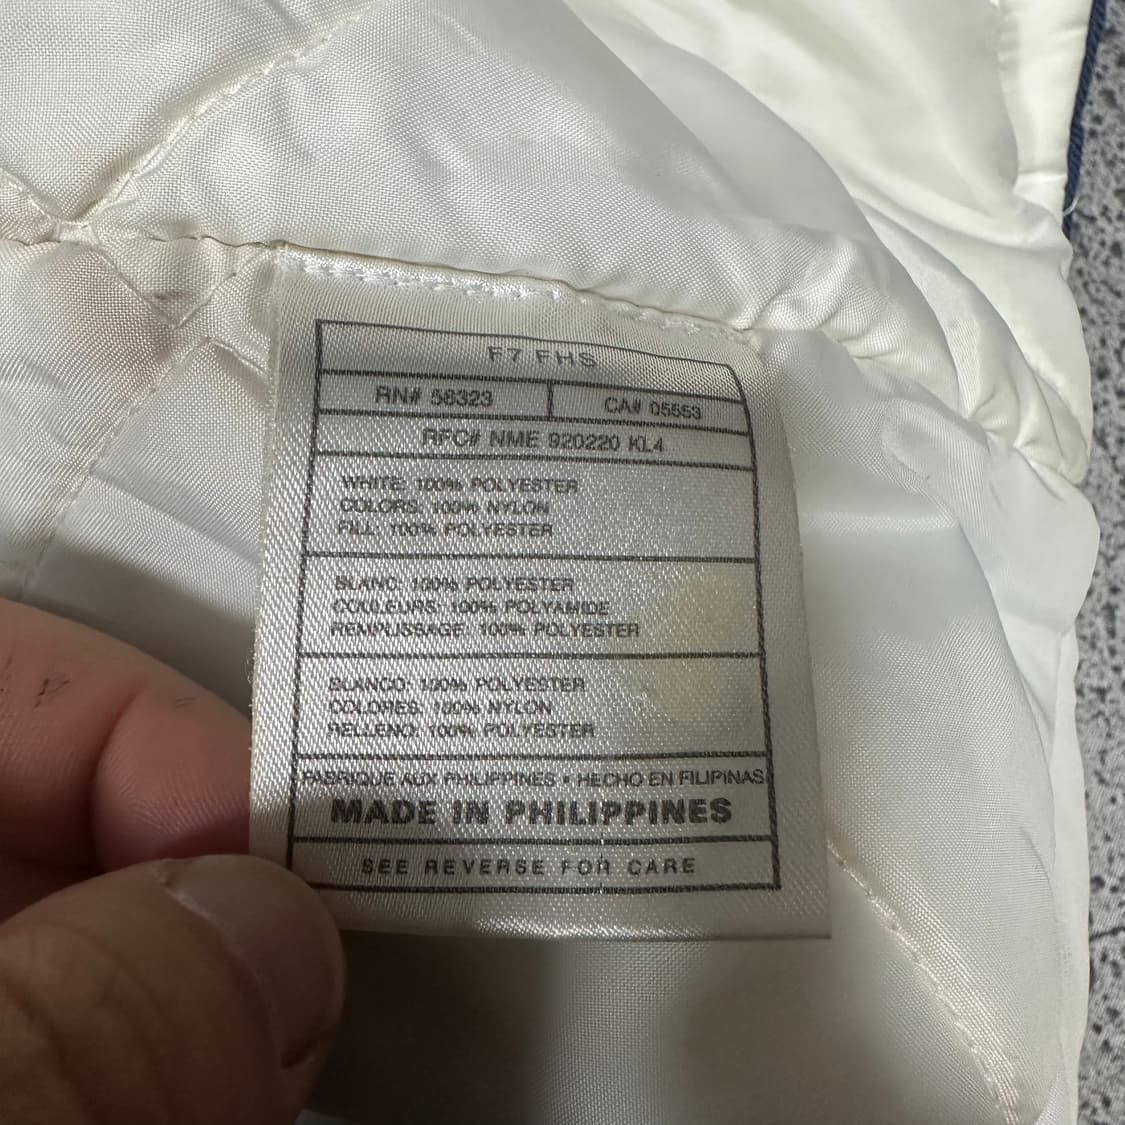 F7 FHS
RN# 56323
CA# 05553
RFC# NME 920220 KL4
WHITE: 100% POLYESTER
COLORS: 100% NYLON
FILL: 100% POLYESTER
BLANC: 100% POLYESTER
COULEURS: 100% POLYAMIDE
REMPLISSAGE: 100% POLYESTER
BLANCO: 100% POLYESTER
COLORES: 100% NYLON
RELLENO: 100% POLYESTER
FABRIQUE AUX PHILIPPINES • HECHO EN FILIPINAS
MADE IN PHILIPPINES
SEE REVERSE FOR CARE